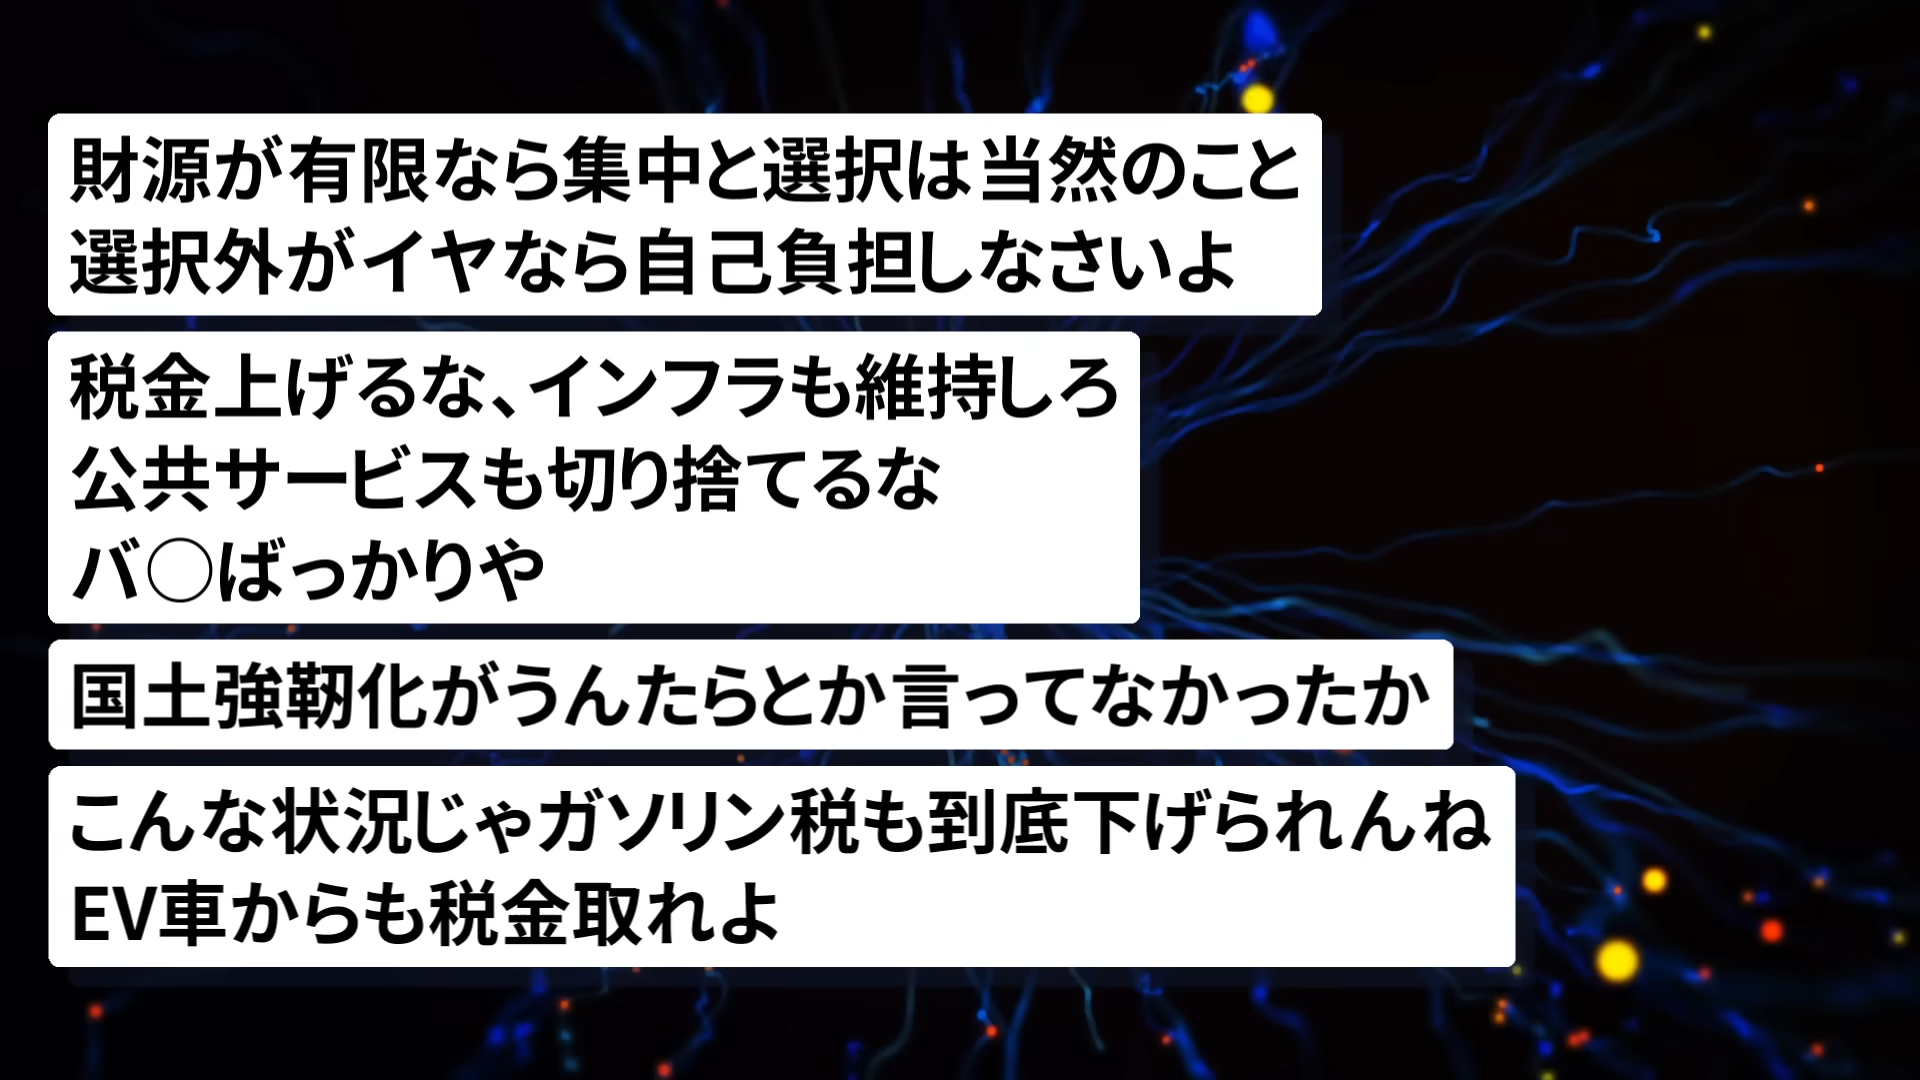 財源が有限なら集中と選択は当然のこと
選択外がイヤなら自己負担しなさいよ
税金上げるな、インフラも維持しろ
公共サービスも切り捨てるな
バ◯ばっかりや
国土強靭化がうんたらとか言ってなかったか
こんな状況じゃガソリン税も到底下げられんね
EV車からも税金取れよ